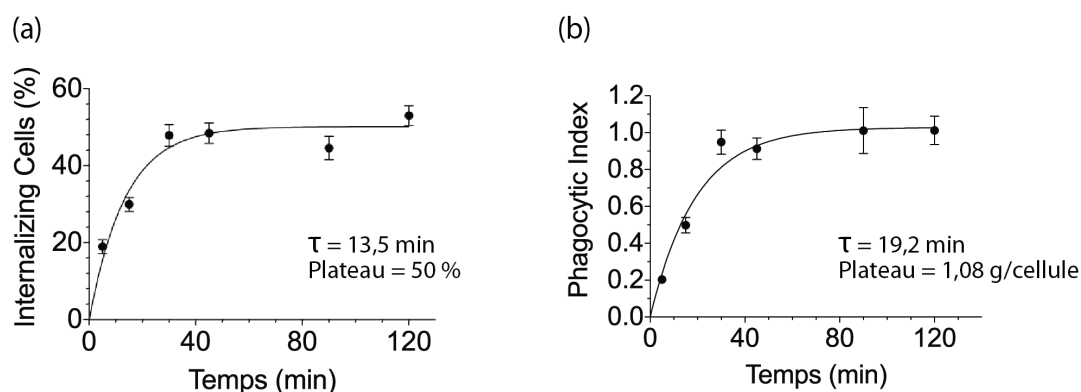 (a)
Internalizing Cells (%)
60
40
20
0
0 40 80 120
Temps (min)
τ = 13,5 min
Plateau = 50 %
(b)
Phagocytic Index
1.2
1.0
0.8
0.6
0.4
0.2
0.0
0 40 80 120
Temps (min)
τ = 19,2 min
Plateau = 1,08 g/cellule